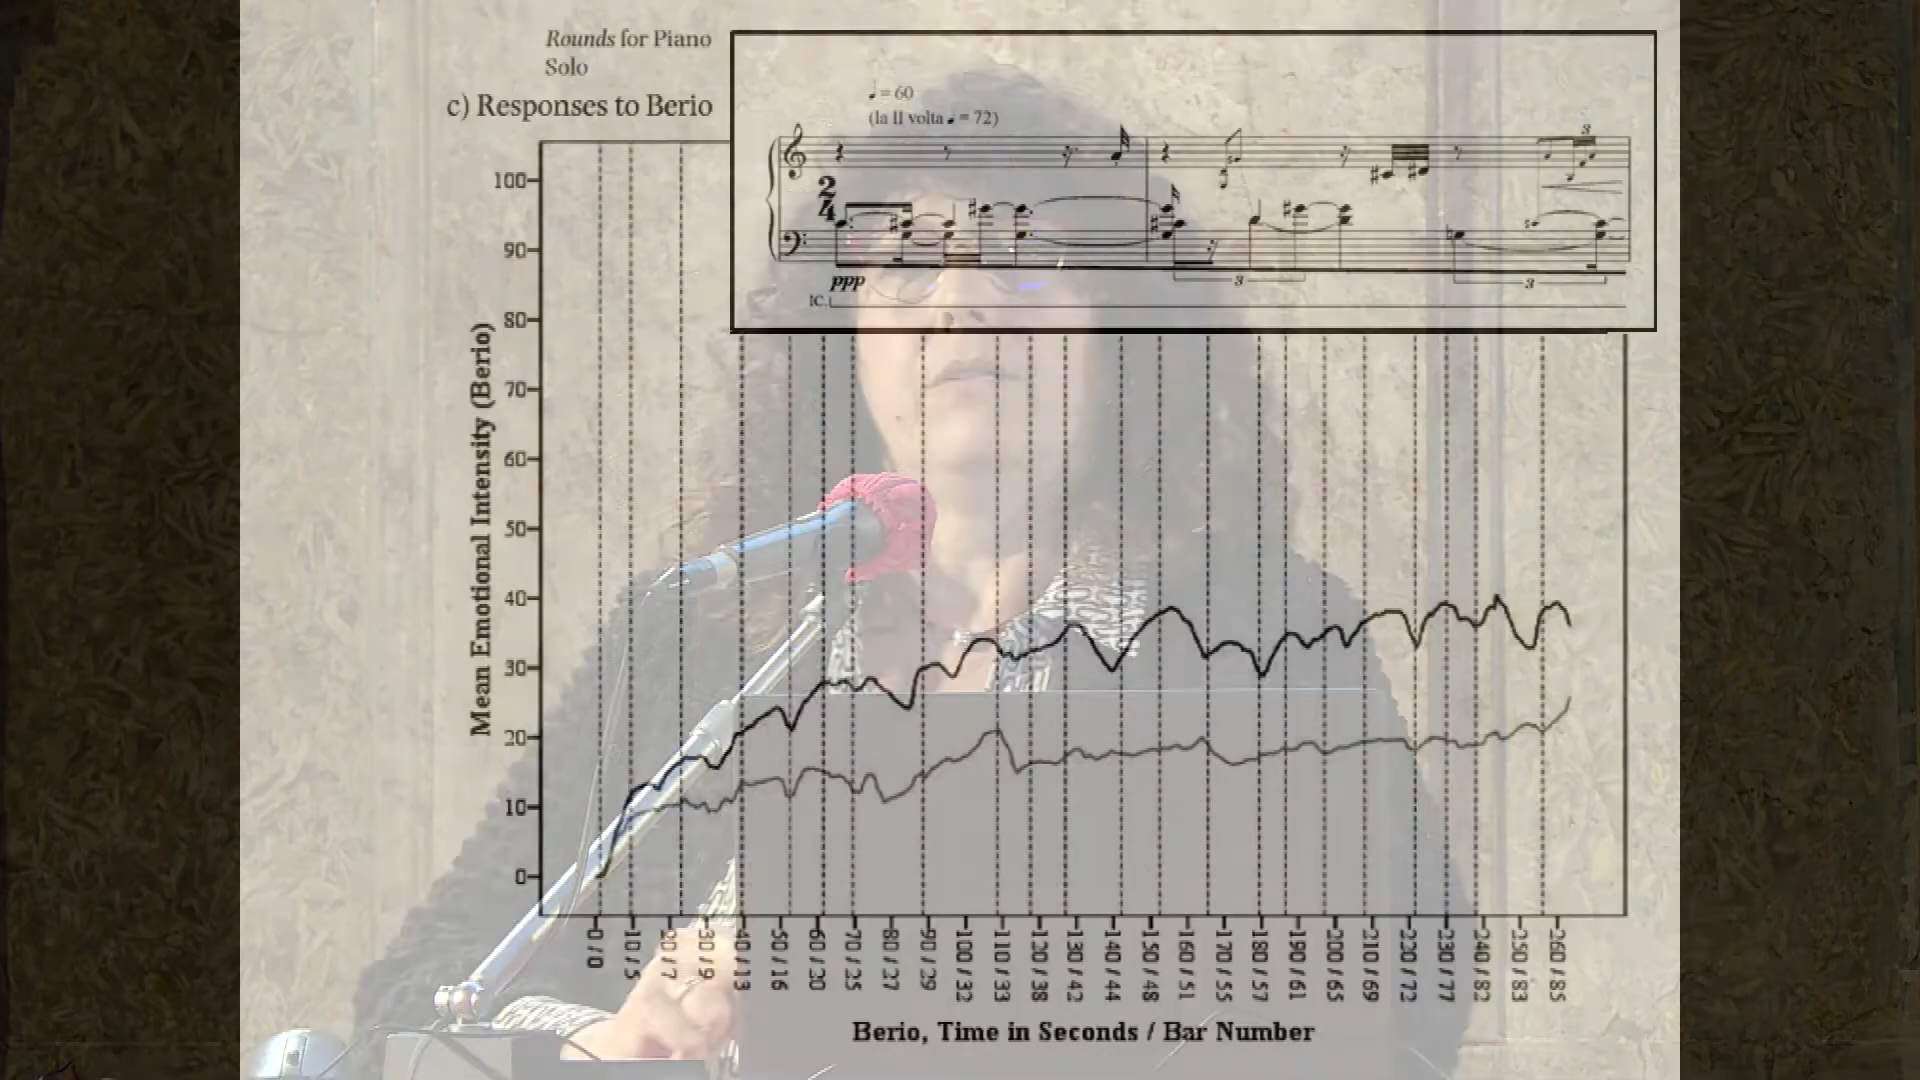 Rounds for Piano
Solo
c) Responses to Berio
♩ = 60
(la II volta ♩ = 72)
3
2
4
ppp
3
3
1C.
Mean Emotional Intensity (Berio)
100
90
80
70
60
50
40
30
20
10
0
0 / 0
10 / 5
20 / 7
30 / 9
40 / 13
50 / 16
60 / 20
70 / 25
80 / 27
90 / 29
100 / 32
110 / 33
120 / 38
130 / 42
140 / 44
150 / 48
160 / 51
170 / 55
180 / 57
190 / 61
200 / 65
210 / 69
220 / 72
230 / 77
240 / 82
250 / 83
260 / 85
Berio, Time in Seconds / Bar Number